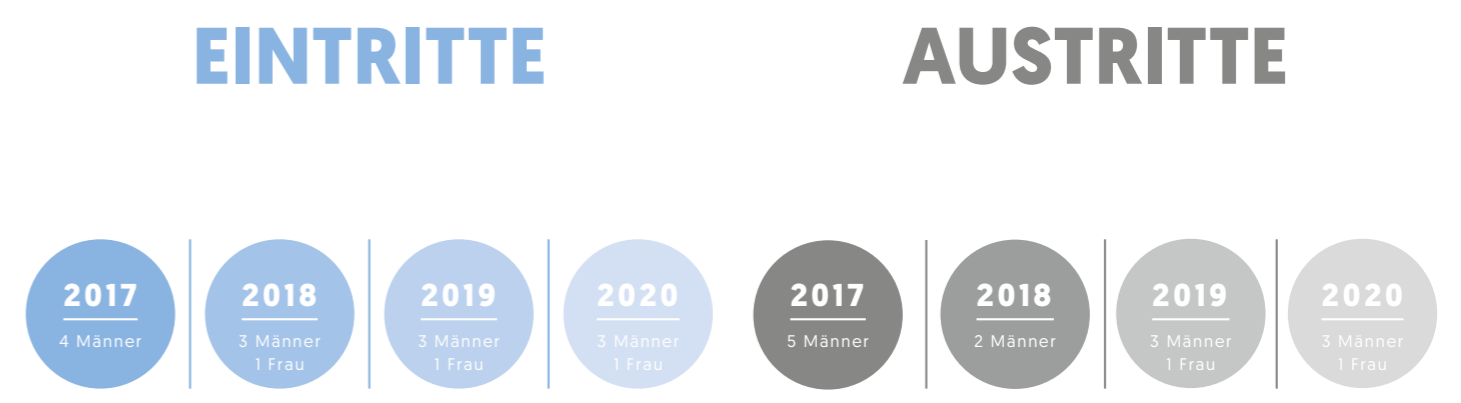 EINTRITTE
2017
4 Männer
2018
3 Männer
1 Frau
2019
3 Männer
1 Frau
2020
3 Männer
1 Frau
AUSTRITTE
2017
5 Männer
2018
2 Männer
2019
3 Männer
1 Frau
2020
3 Männer
1 Frau